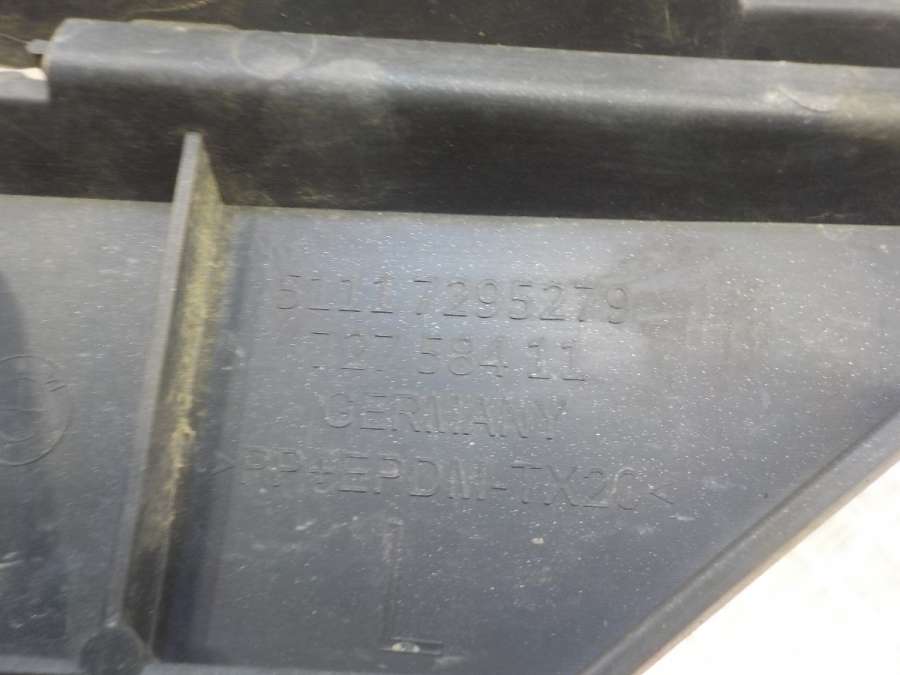 5111 7295279
727 584 11
GERMANY
>PP+EPDM-TX20<